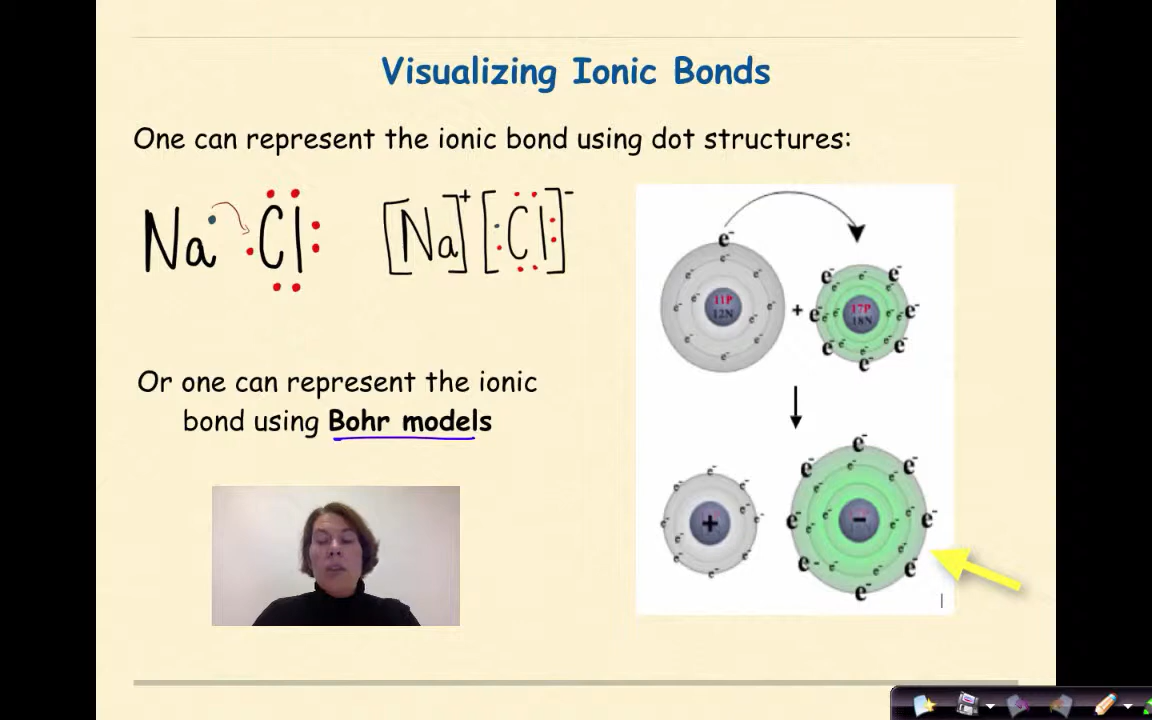 Visualizing Ionic Bonds
One can represent the ionic bond using dot structures:
Na Cl
[Na]+ [Cl]-
Or one can represent the ionic
bond using Bohr models
e-
11P
12N
+
17P
18N
+
-